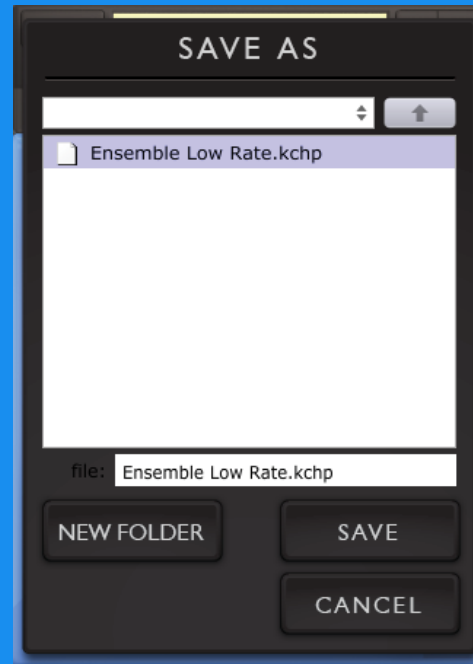 SAVE AS
Ensemble Low Rate.kchp
file: Ensemble Low Rate.kchp
NEW FOLDER
SAVE
CANCEL